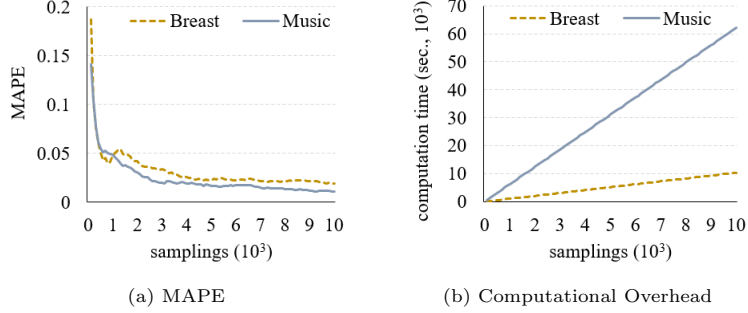 Breast Music
MAPE
0.2
0.15
0.1
0.05
0
0 1 2 3 4 5 6 7 8 9 10
samplings (10³)
(a) MAPE
Breast Music
computation time (sec., 10³)
70
60
50
40
30
20
10
0
0 1 2 3 4 5 6 7 8 9 10
samplings (10³)
(b) Computational Overhead